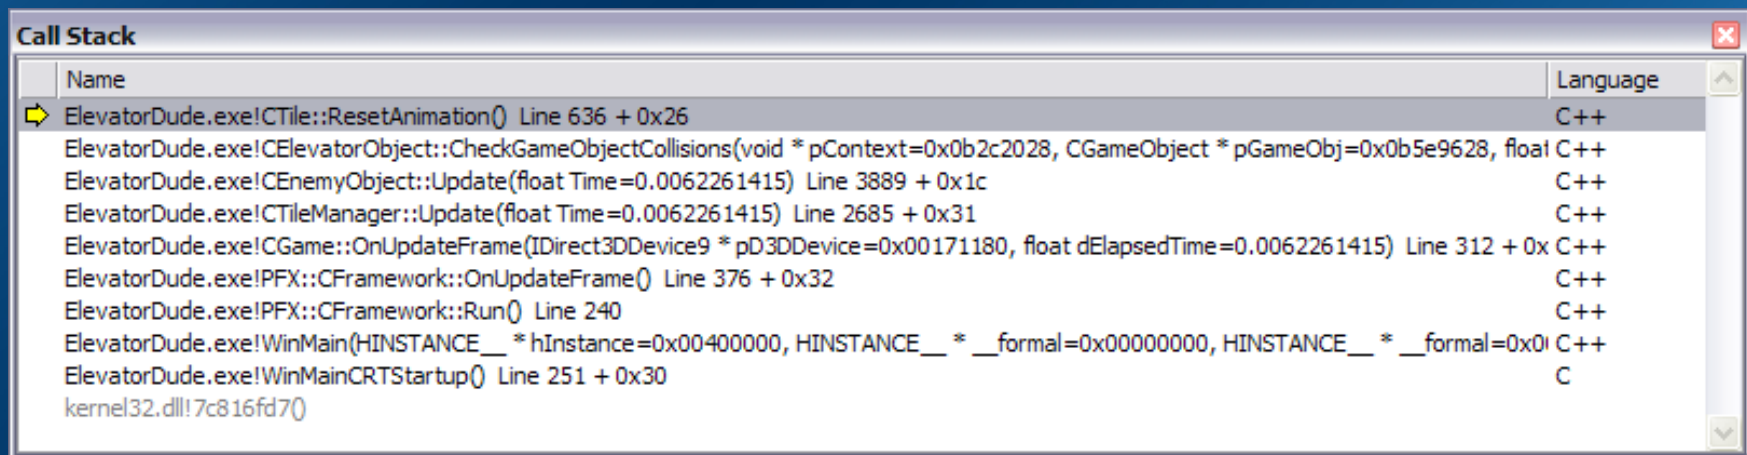 Call Stack
Name Language
ElevatorDude.exe!CTile::ResetAnimation() Line 636 + 0x26 C++
ElevatorDude.exe!CElevatorObject::CheckGameObjectCollisions(void * pContext=0x0b2c2028, CGameObject * pGameObj=0x0b5e9628, float C++
ElevatorDude.exe!CEnemyObject::Update(float Time=0.0062261415) Line 3889 + 0x1c C++
ElevatorDude.exe!CTileManager::Update(float Time=0.0062261415) Line 2685 + 0x31 C++
ElevatorDude.exe!CGame::OnUpdateFrame(IDirect3DDevice9 * pD3DDevice=0x00171180, float dElapsedTime=0.0062261415) Line 312 + 0x C++
ElevatorDude.exe!PFX::CFramework::OnUpdateFrame() Line 376 + 0x32 C++
ElevatorDude.exe!PFX::CFramework::Run() Line 240 C++
ElevatorDude.exe!WinMain(HINSTANCE__ * hInstance=0x00400000, HINSTANCE__ * __formal=0x00000000, HINSTANCE__ * __formal=0x0 C++
ElevatorDude.exe!WinMainCRTStartup() Line 251 + 0x30 C
kernel32.dll!7c816fd7()